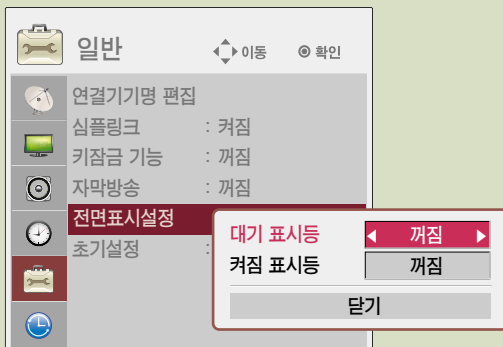 일반 이동 확인
연결기기명 편집
심플링크 : 켜짐
키잠금 기능 : 꺼짐
자막방송 : 꺼짐
전면표시설정
초기설정 :
대기 표시등 꺼짐
켜짐 표시등 꺼짐
닫기